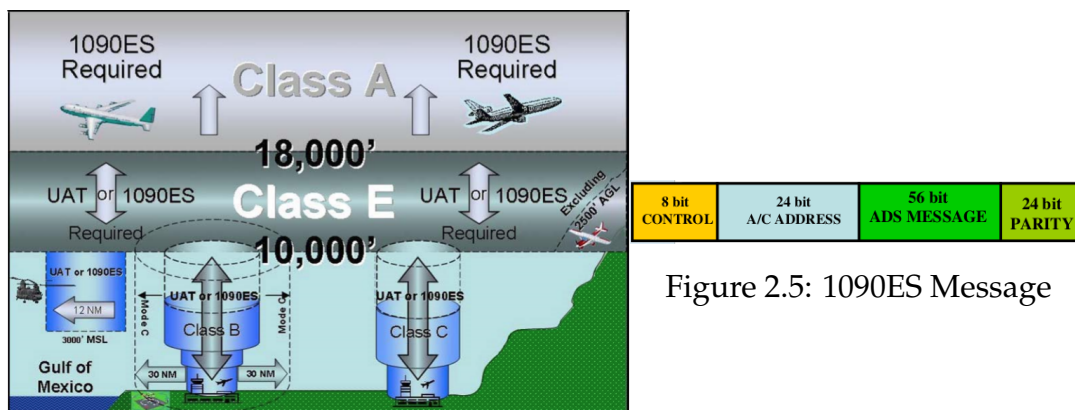 1090ES
Required
1090ES
Required
Class A
18,000'
UAT or 1090ES
Class E
UAT or 1090ES
Required
Required
10,000'
Excluding
2500' AGL
UAT or 1090ES
12 NM
3000' MSL
Gulf of
Mexico
Mode C
UAT or 1090ES
Mode C
Class B
30 NM
30 NM
UAT or 1090ES
Class C
8 bit
CONTROL
24 bit
A/C ADDRESS
56 bit
ADS MESSAGE
24 bit
PARITY
Figure 2.5: 1090ES Message